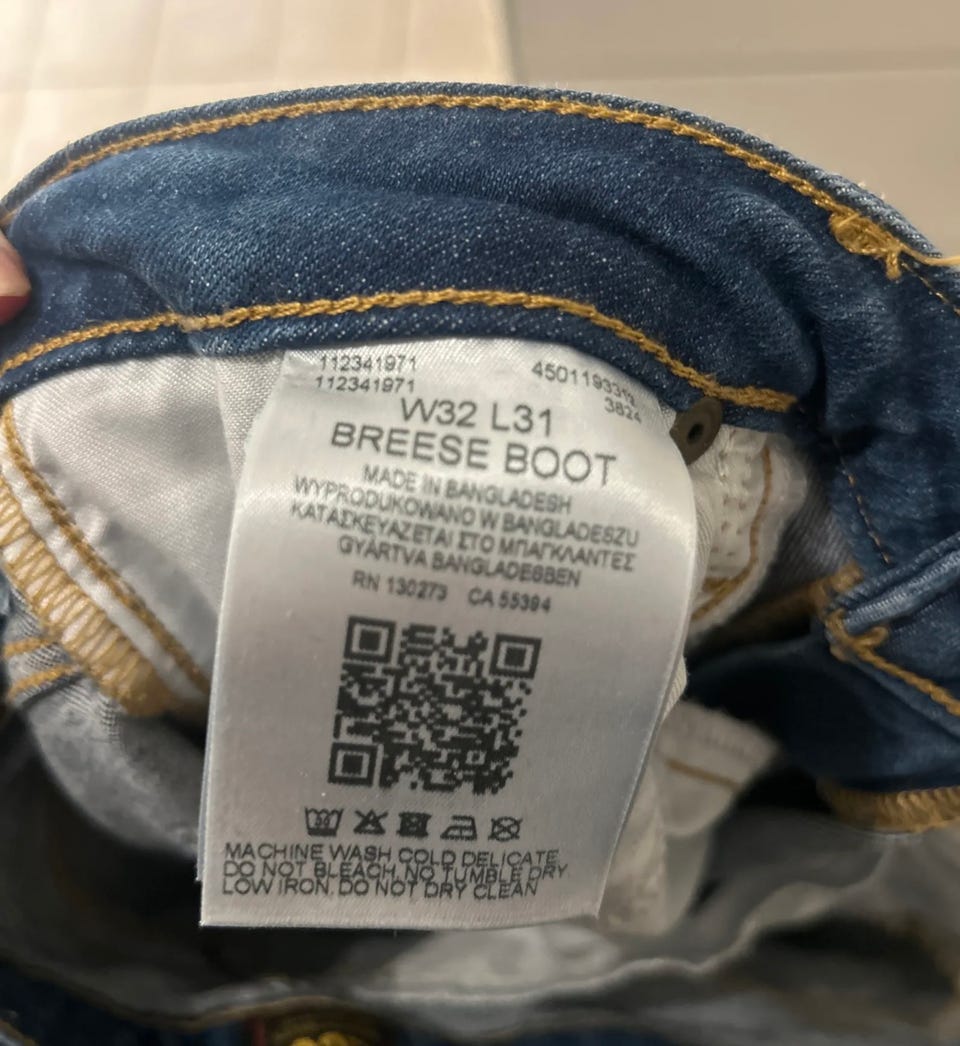 112341971
112341971
3824
W32 L31
BREESE BOOT
MADE IN BANGLADESH
WYPRODUKOWANO W BANGLADESZU
ΚΑΤΑΣΚΕΥΑΖΕΤΑΙ ΣΤΟ ΜΠΑΓΚΛΑΝΤΕΣ
GYÁRTVA BANGLADESBEN
RN 130273 CA 55394
MACHINE WASH COLD DELICATE,
DO NOT BLEACH, NO TUMBLE DRY
LOW IRON, DO NOT DRY CLEAN